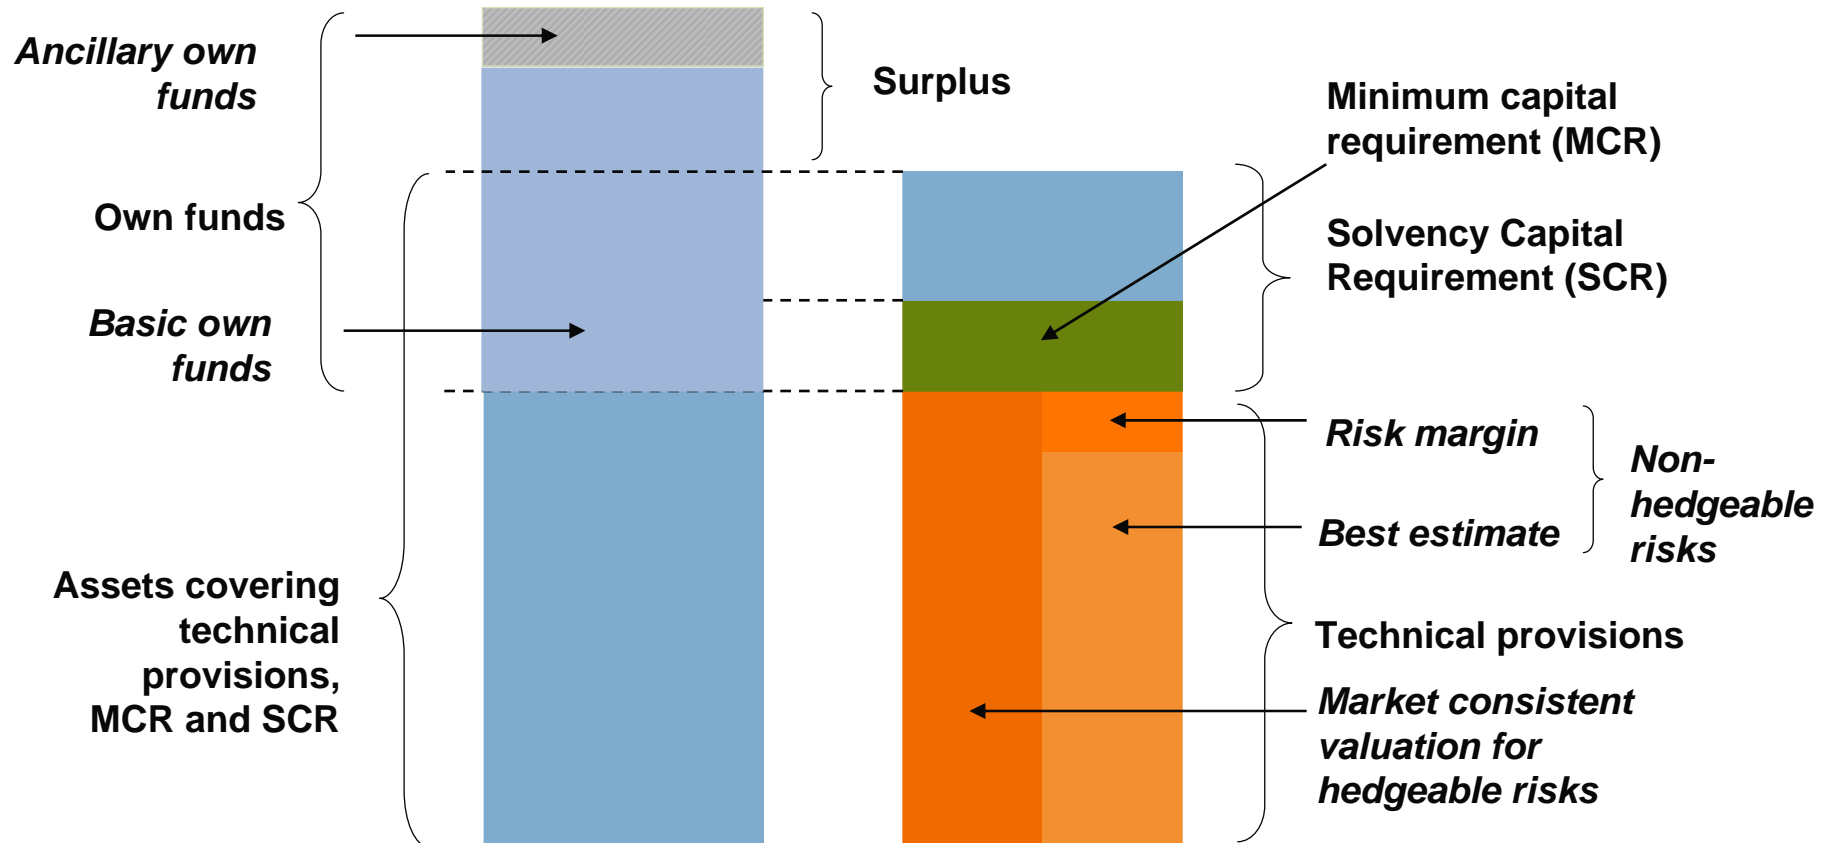 Ancillary own
funds
Own funds
Basic own
funds
Assets covering
technical
provisions,
MCR and SCR
Surplus
Minimum capital
requirement (MCR)
Solvency Capital
Requirement (SCR)
Risk margin
Best estimate
Non-
hedgeable
risks
Technical provisions
Market consistent
valuation for
hedgeable risks